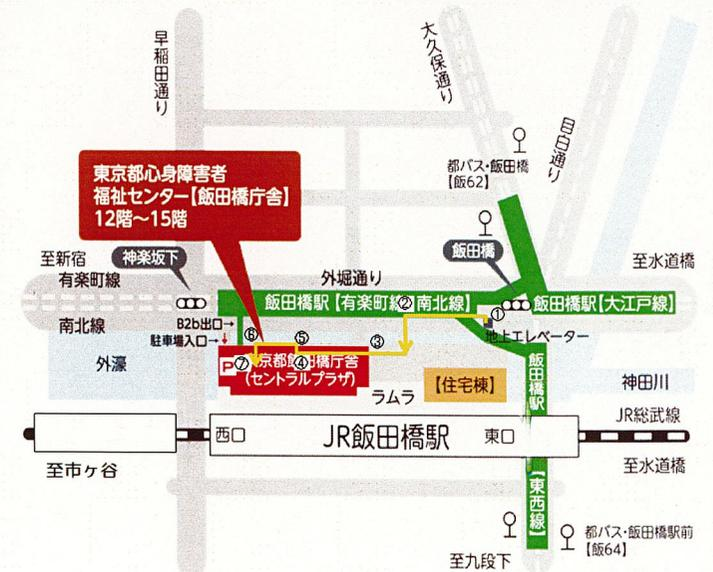 早稲田通り
大久保通り
目白通り
都バス・飯田橋
【飯62】
東京都心身障害者
福祉センター【飯田橋庁舎】
12階～15階
至新宿
有楽町線
神楽坂下
外堀通り
飯田橋
至水道橋
飯田橋駅【有楽町線 ② 南北線】
①
飯田橋駅【大江戸線】
南北線
B2b出口→
駐車場入口→
⑥
⑤
③
地上エレベーター
外濠
P
⑦
京都飯
④
橋庁舎
(セントラルプラザ)
ラムラ
【住宅棟】
飯田橋駅
【東西線】
神田川
JR総武線
西口
JR飯田橋駅
東口
至市ヶ谷
至水道橋
都バス・飯田橋駅前
【飯64】
至九段下